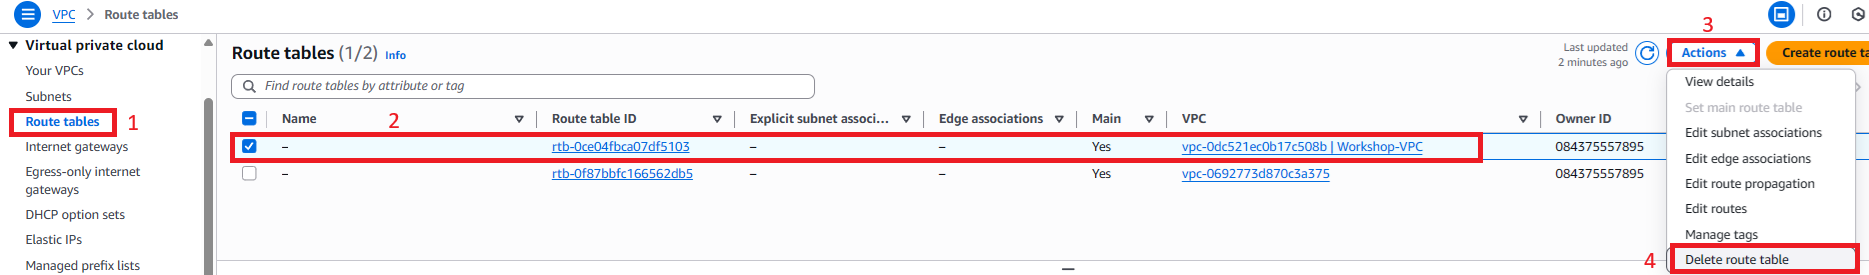 VPC > Route tables
Virtual private cloud
Your VPCs
Subnets
Route tables 1
Internet gateways
Egress-only internet
gateways
DHCP option sets
Elastic IPs
Managed prefix lists
Route tables (1/2) Info
Last updated
2 minutes ago
3
Actions
Create route ta
Find route tables by attribute or tag
Name 2 Route table ID Explicit subnet associ... Edge associations Main VPC Owner ID
– rtb-0ce04fbca07df5103 – – Yes vpc-0dc521ec0b17c508b | Workshop-VPC 084375557895
– rtb-0f87bbfc166562db5 – – Yes vpc-0692773d870c3a375 084375557895
View details
Set main route table
Edit subnet associations
Edit edge associations
Edit route propagation
Edit routes
Manage tags
4 Delete route table